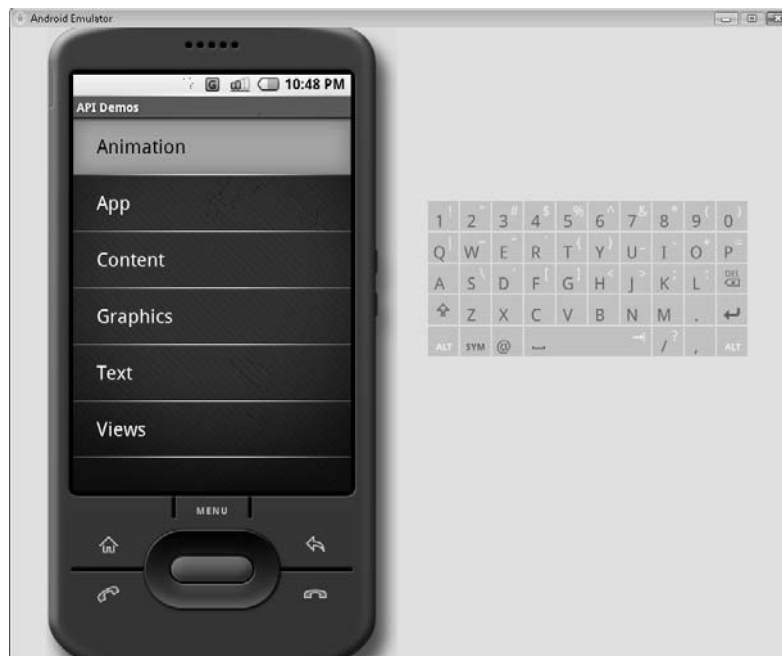 Android Emulator
G 10:48 PM
API Demos
Animation
App
Content
Graphics
Text
Views
MENU
1 ! 2 " 3 # 4 $ 5 % 6 ^ 7 & 8 * 9 ( 0 )
Q | W ~ E " R ` T { Y } U _ I - O + P =
A S \ D ' F [ G ] H < J > K ; L : DEL
Z X C V B N M .
ALT SYM @ / ? , ALT